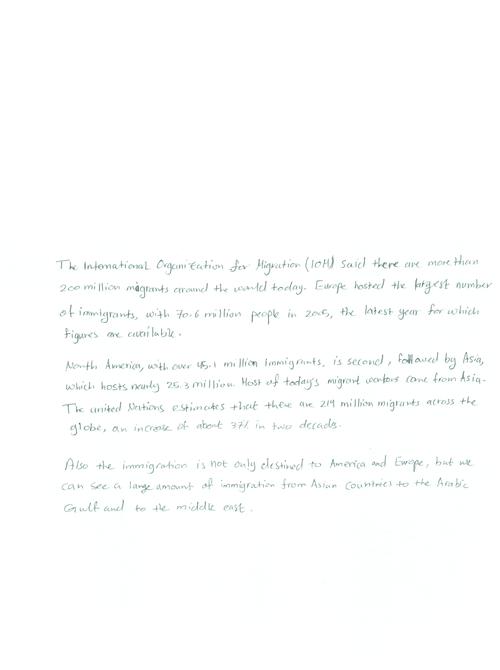 The International Organization for Migration (IOM) said there are more than
200 million migrants around the world today. Europe hosted the largest number
of immigrants, with 70.6 million people in 2005, the latest year for which
figures are available.
North America, with over 45.1 million immigrants, is second, followed by Asia,
which hosts nearly 25.3 million. Most of today's migrant workers come from Asia.
The united Nations estimates that there are 214 million migrants across the
globe, an increase of about 37% in two decades.
Also the immigration is not only destined to America and Europe, but we
can see a large amount of immigration from Asian Countries to the Arabic
Gulf and to the middle east.